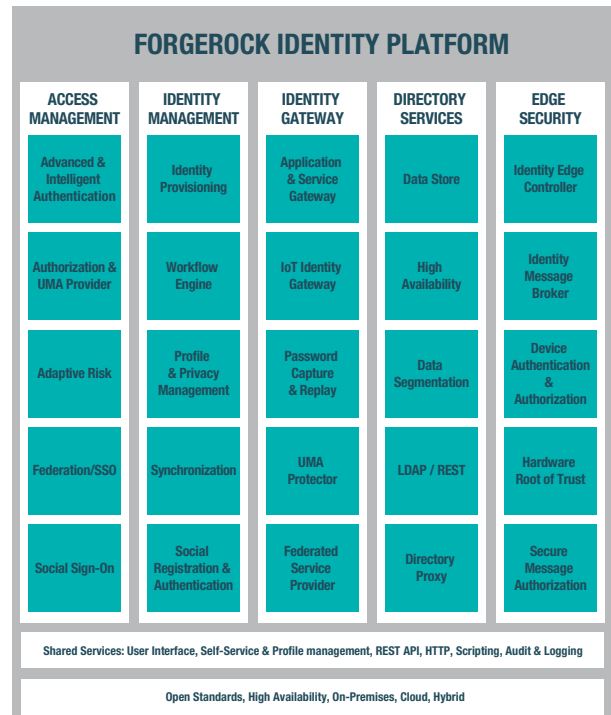 FORGEROCK IDENTITY PLATFORM
ACCESS
MANAGEMENT
Advanced &
Intelligent
Authentication
Authorization &
UMA Provider
Adaptive Risk
Federation/SSO
Social Sign-On
IDENTITY
MANAGEMENT
Identity
Provisioning
Workflow
Engine
Profile
& Privacy
Management
Synchronization
Social
Registration &
Authentication
IDENTITY
GATEWAY
Application
& Service
Gateway
IoT Identity
Gateway
Password
Capture
& Replay
UMA
Protector
Federated
Service
Provider
DIRECTORY
SERVICES
Data Store
High
Availability
Data
Segmentation
LDAP / REST
Directory
Proxy
EDGE
SECURITY
Identity Edge
Controller
Identity
Message
Broker
Device
Authentication
&
Authorization
Hardware
Root of Trust
Secure
Message
Authorization
Shared Services: User Interface, Self-Service & Profile management, REST API, HTTP, Scripting, Audit & Logging
Open Standards, High Availability, On-Premises, Cloud, Hybrid